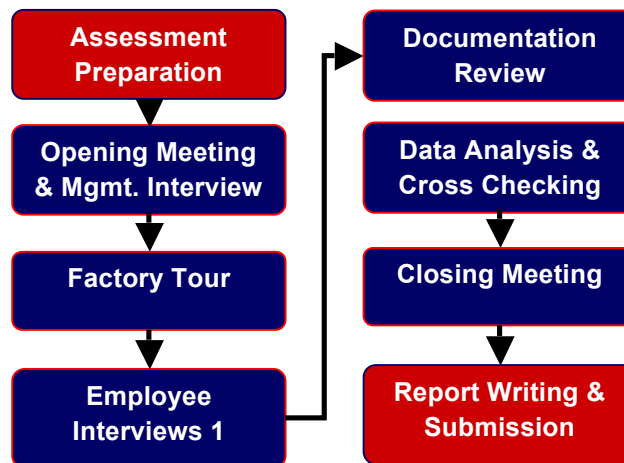 Assessment
Preparation
Opening Meeting
& Mgmt. Interview
Factory Tour
Employee
Interviews 1
Documentation
Review
Data Analysis &
Cross Checking
Closing Meeting
Report Writing &
Submission